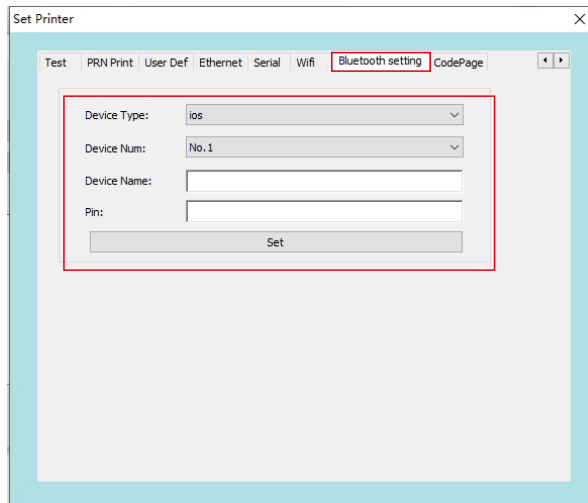 Set Printer
Test PRN Print User Def Ethernet Serial Wifi Bluetooth setting CodePage
Device Type: ios
Device Num: No.1
Device Name:
Pin:
Set